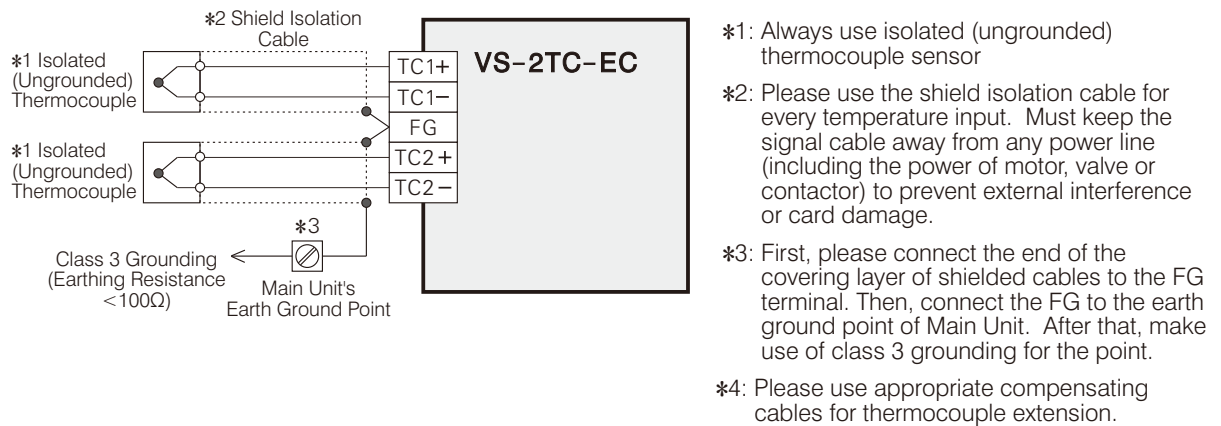 *2 Shield Isolation
Cable
*1 Isolated
(Ungrounded)
Thermocouple
*1 Isolated
(Ungrounded)
Thermocouple
TC1+
TC1−
FG
TC2+
TC2−
VS-2TC-EC
*3
Class 3 Grounding
(Earthing Resistance
<100Ω)
Main Unit's
Earth Ground Point
*1: Always use isolated (ungrounded)
thermocouple sensor
*2: Please use the shield isolation cable for
every temperature input. Must keep the
signal cable away from any power line
(including the power of motor, valve or
contactor) to prevent external interference
or card damage.
*3: First, please connect the end of the
covering layer of shielded cables to the FG
terminal. Then, connect the FG to the earth
ground point of Main Unit. After that, make
use of class 3 grounding for the point.
*4: Please use appropriate compensating
cables for thermocouple extension.